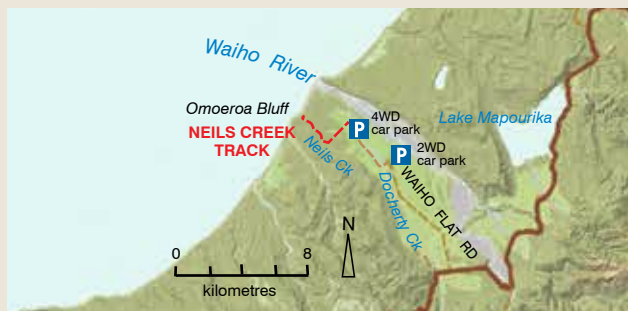 Waiho River
Omoeroa Bluff
NEILS CREEK
TRACK
P
4WD
car park
Lake Mapourika
P
2WD
car park
Neils Ck
Docherty Ck
WAIHO FLAT RD
N
0 8
kilometres